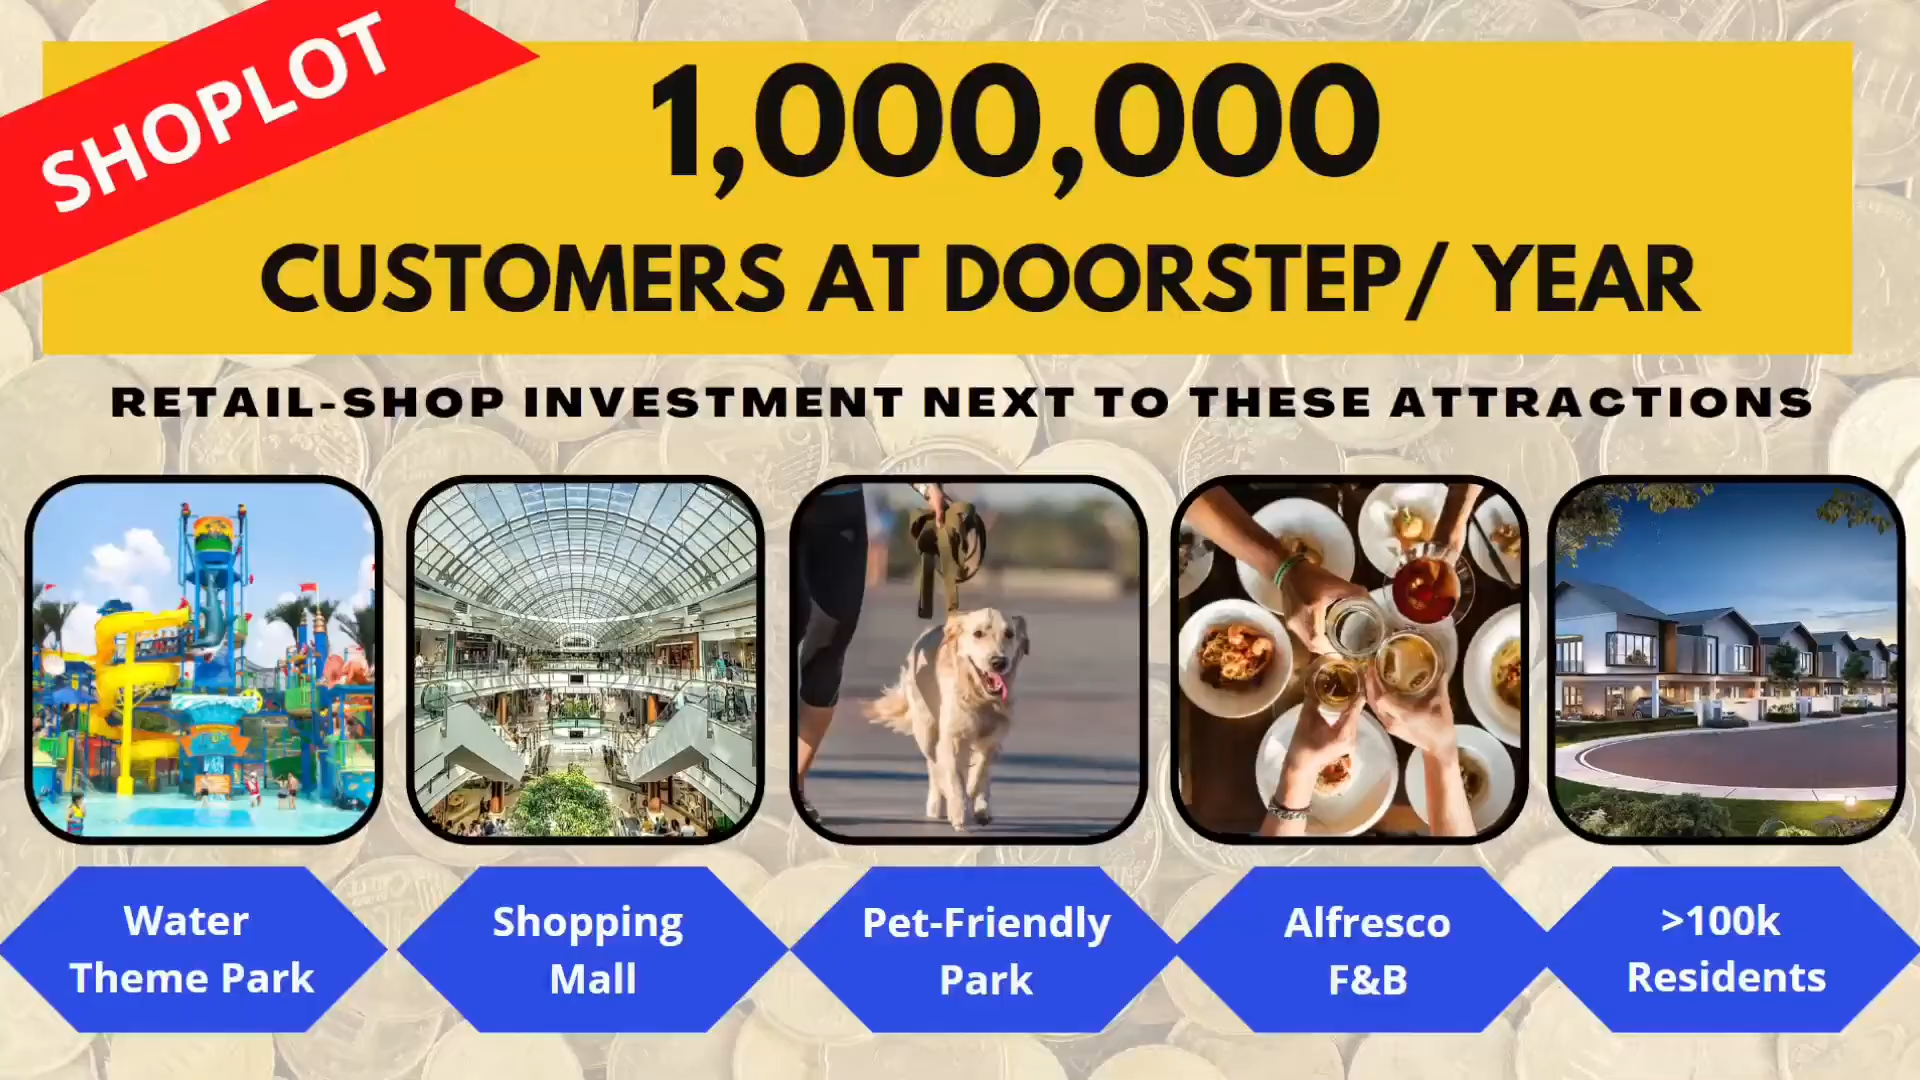 SHOPLOT
1,000,000
CUSTOMERS AT DOORSTEP/ YEAR
RETAIL-SHOP INVESTMENT NEXT TO THESE ATTRACTIONS
Water
Theme Park
Shopping
Mall
Pet-Friendly
Park
Alfresco
F&B
>100k
Residents